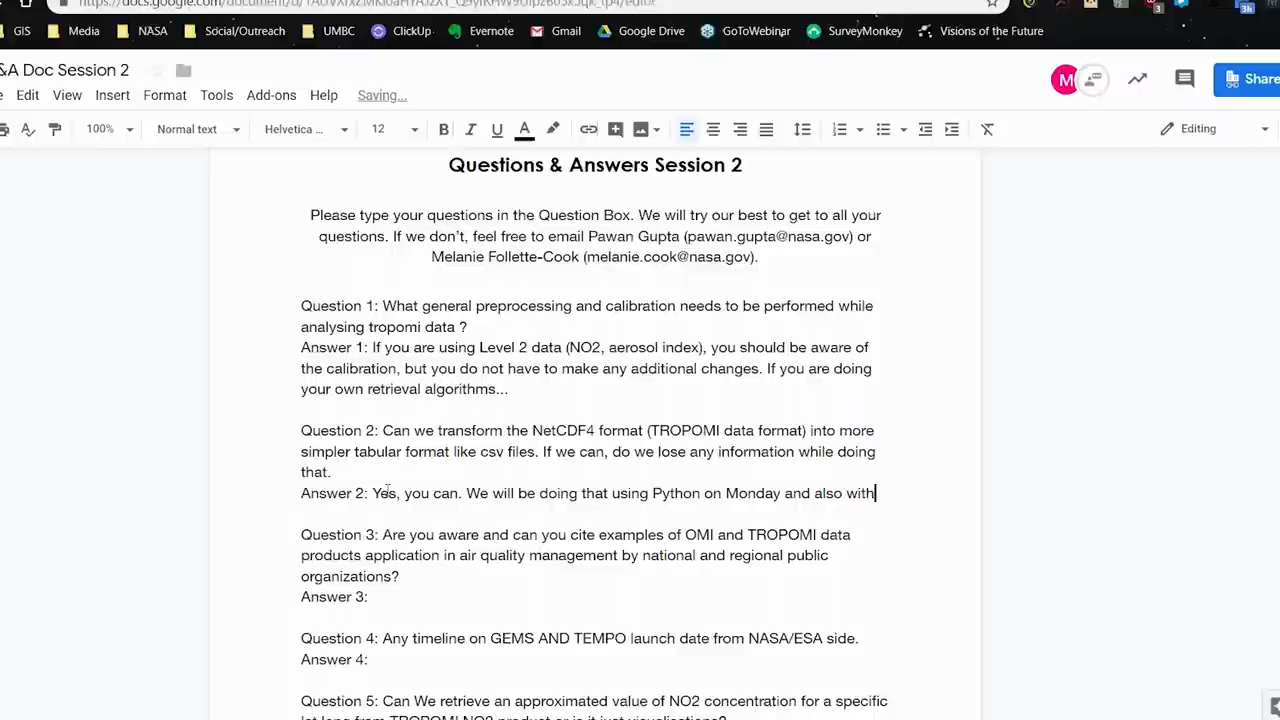 GIS Media NASA Social/Outreach UMBC ClickUp Evernote Gmail Google Drive GoToWebinar SurveyMonkey Visions of the Future
&A Doc Session 2
M
Share
Edit View Insert Format Tools Add-ons Help Saving...
100% Normal text Helvetica ... 12 B I U A Editing
Questions & Answers Session 2
Please type your questions in the Question Box. We will try our best to get to all your
questions. If we don't, feel free to email Pawan Gupta (pawan.gupta@nasa.gov) or
Melanie Follette-Cook (melanie.cook@nasa.gov).
Question 1: What general preprocessing and calibration needs to be performed while
analysing tropomi data ?
Answer 1: If you are using Level 2 data (NO2, aerosol index), you should be aware of
the calibration, but you do not have to make any additional changes. If you are doing
your own retrieval algorithms...
Question 2: Can we transform the NetCDF4 format (TROPOMI data format) into more
simpler tabular format like csv files. If we can, do we lose any information while doing
that.
Answer 2: Yes, you can. We will be doing that using Python on Monday and also with
Question 3: Are you aware and can you cite examples of OMI and TROPOMI data
products application in air quality management by national and regional public
organizations?
Answer 3:
Question 4: Any timeline on GEMS AND TEMPO launch date from NASA/ESA side.
Answer 4:
Question 5: Can We retrieve an approximated value of NO2 concentration for a specific
lat long from TROPOMI NO2 product or is it just visualisations?